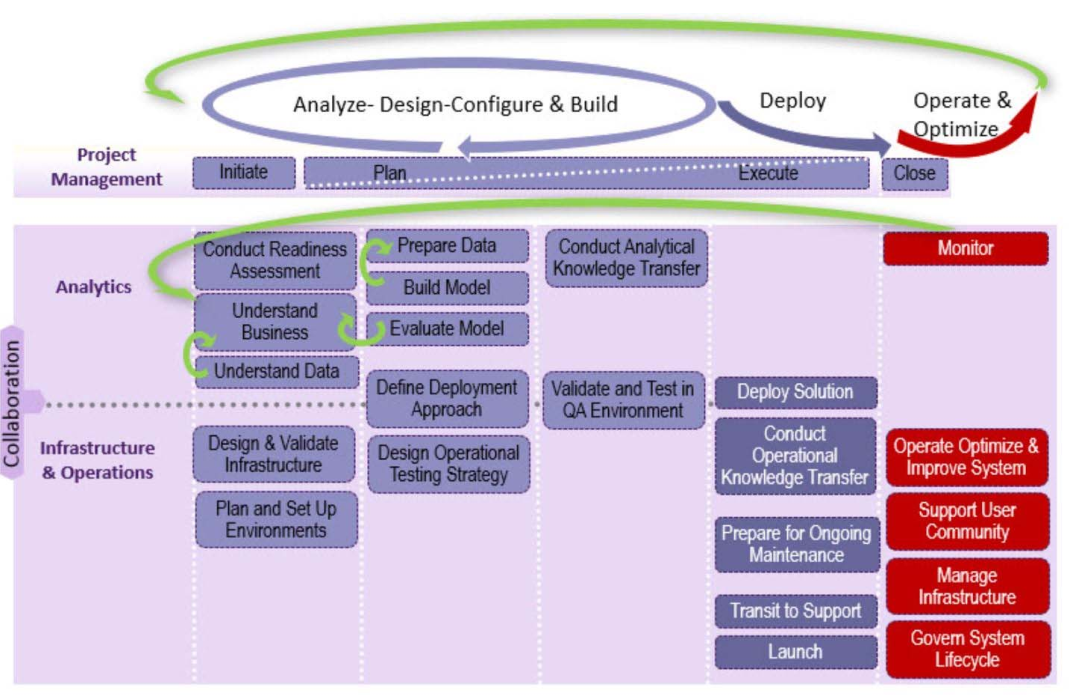 Analyze- Design-Configure & Build
Deploy
Operate &
Optimize
Project
Management
Initiate
Plan
Execute
Close
Analytics
Conduct Readiness
Assessment
Understand
Business
Understand Data
Prepare Data
Build Model
Evaluate Model
Conduct Analytical
Knowledge Transfer
Monitor
Collaboration
Define Deployment
Approach
Validate and Test in
QA Environment
Deploy Solution
Infrastructure
& Operations
Design & Validate
Infrastructure
Plan and Set Up
Environments
Design Operational
Testing Strategy
Conduct
Operational
Knowledge Transfer
Prepare for Ongoing
Maintenance
Transit to Support
Launch
Operate Optimize &
Improve System
Support User
Community
Manage
Infrastructure
Govern System
Lifecycle